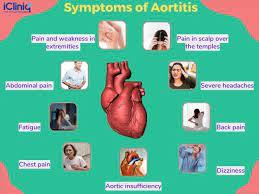 iCliniq
Symptoms of Aortitis
Pain and weakness in
extremities
Pain in scalp over
the temples
Abdominal pain
Severe headaches
Fatigue
Back pain
Chest pain
Dizziness
Aortic insufficiency